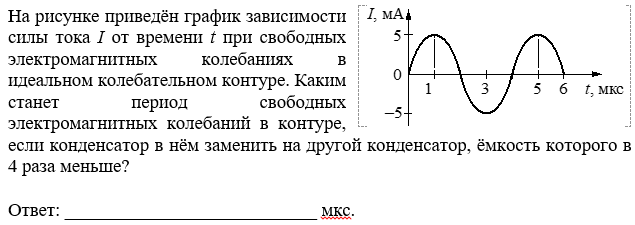 На рисунке приведён график зависимости
силы тока I от времени t при свободных
электромагнитных колебаниях в
идеальном колебательном контуре. Каким
станет период свободных
электромагнитных колебаний в контуре,
если конденсатор в нём заменить на другой конденсатор, ёмкость которого в
4 раза меньше?
Ответ: ____________________________ мкс.
I, мА
5
0
–5
1 3 5 6 t, мкс